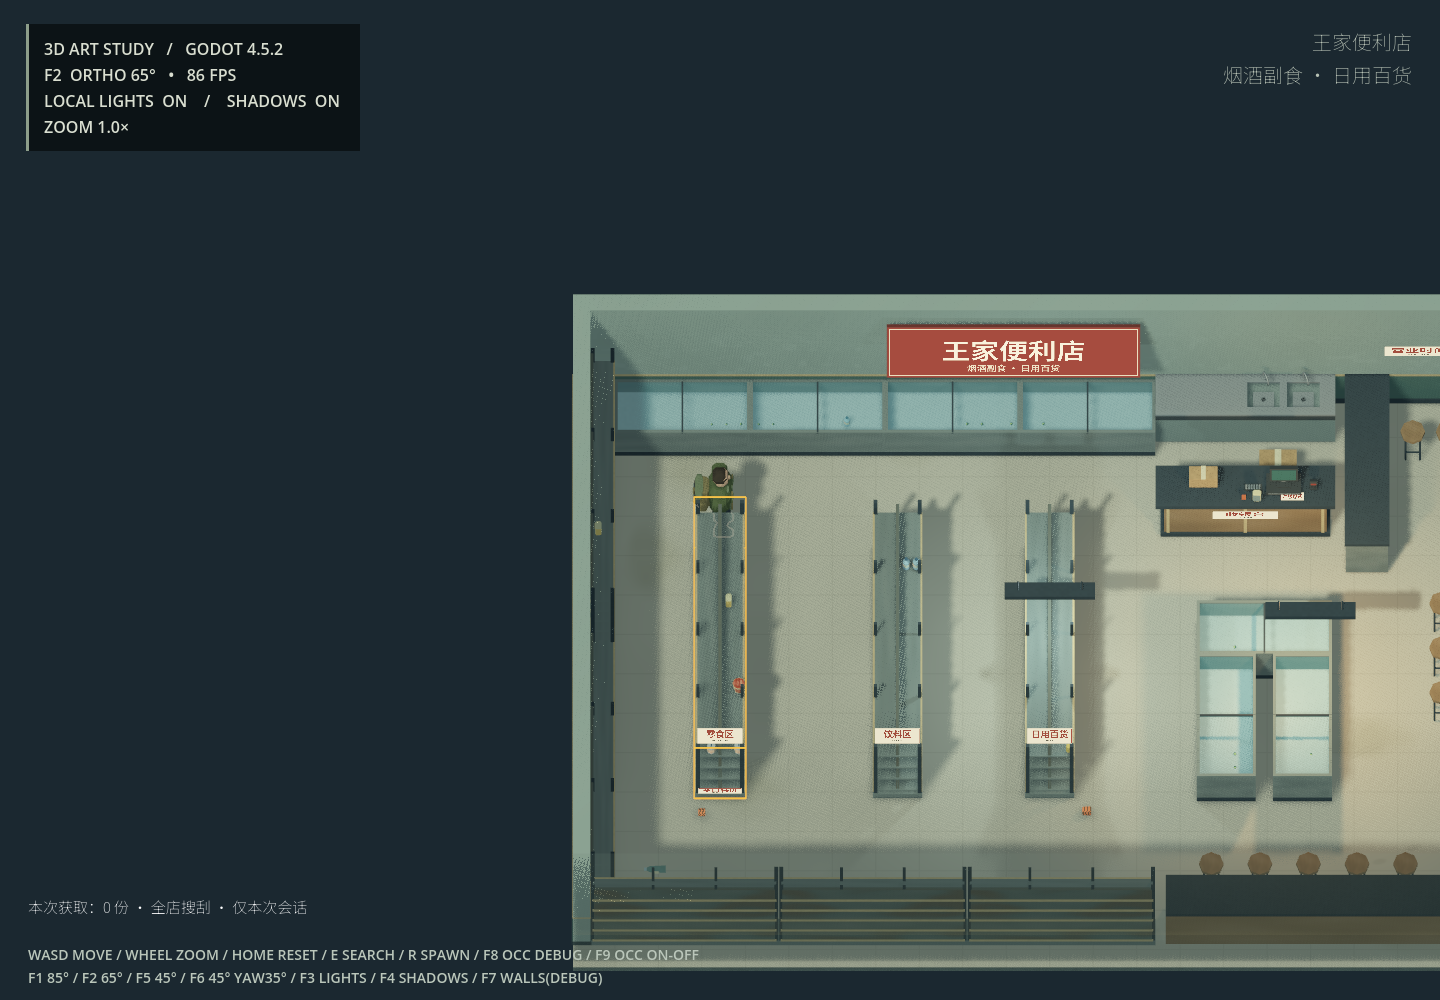 3D ART STUDY / GODOT 4.5.2
F2 ORTHO 65° • 86 FPS
LOCAL LIGHTS ON / SHADOWS ON
ZOOM 1.0×
王家便利店
烟酒副食 · 日用百货
王家便利店
烟酒副食 · 日用百货
零食区
饮料区
日用百货
本次获取：0 份 · 全店搜刮 · 仅本次会话
WASD MOVE / WHEEL ZOOM / HOME RESET / E SEARCH / R SPAWN / F8 OCC DEBUG / F9 OCC ON-OFF
F1 85° / F2 65° / F5 45° / F6 45° YAW35° / F3 LIGHTS / F4 SHADOWS / F7 WALLS(DEBUG)